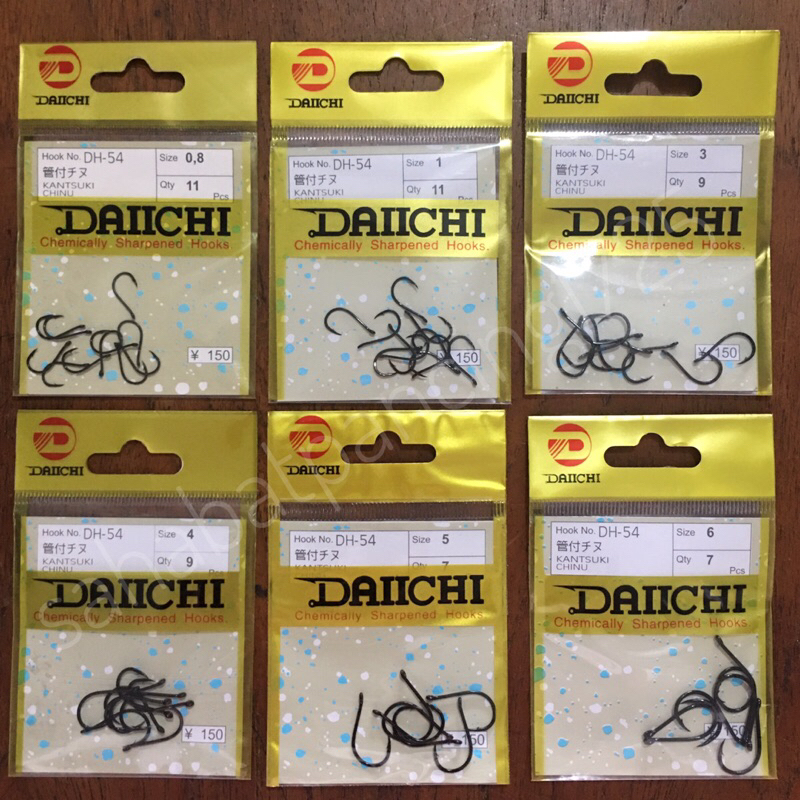 DAIICHI
Hook No. DH-54
Size 0,8
管付チヌ
KANTSUKI
CHINU
Qty 11
Pcs
DAIICHI
Chemically Sharpened Hooks.
¥ 150
DAIICHI
Hook No. DH-54
Size 1
管付チヌ
KANTSUKI
Qty 11
DAIICHI
Chemically Sharpened Hooks.
150
DAIICHI
Hook No. DH-54
Size 3
管付チヌ
KANTSUKI
CHINU
Qty 9
Pcs
DAIICHI
Chemically Sharpened Hooks.
¥ 150
DAIICHI
Hook No. DH-54
Size 4
管付チヌ
KANTSUKI
CHINU
Qty 9
Pcs
DAIICHI
Chemically Sharpened Hooks.
¥ 150
DAIICHI
Hook No. DH-54
Size 5
管付チヌ
KANTSUKI
Qty 7
DAIICHI
Chemically Sharpened Hooks.
150
DAIICHI
Hook No. DH-54
Size 6
管付チヌ
KANTSUKI
CHINU
Qty 7
Pcs
DAIICHI
Chemically Sharpened Hooks.
150